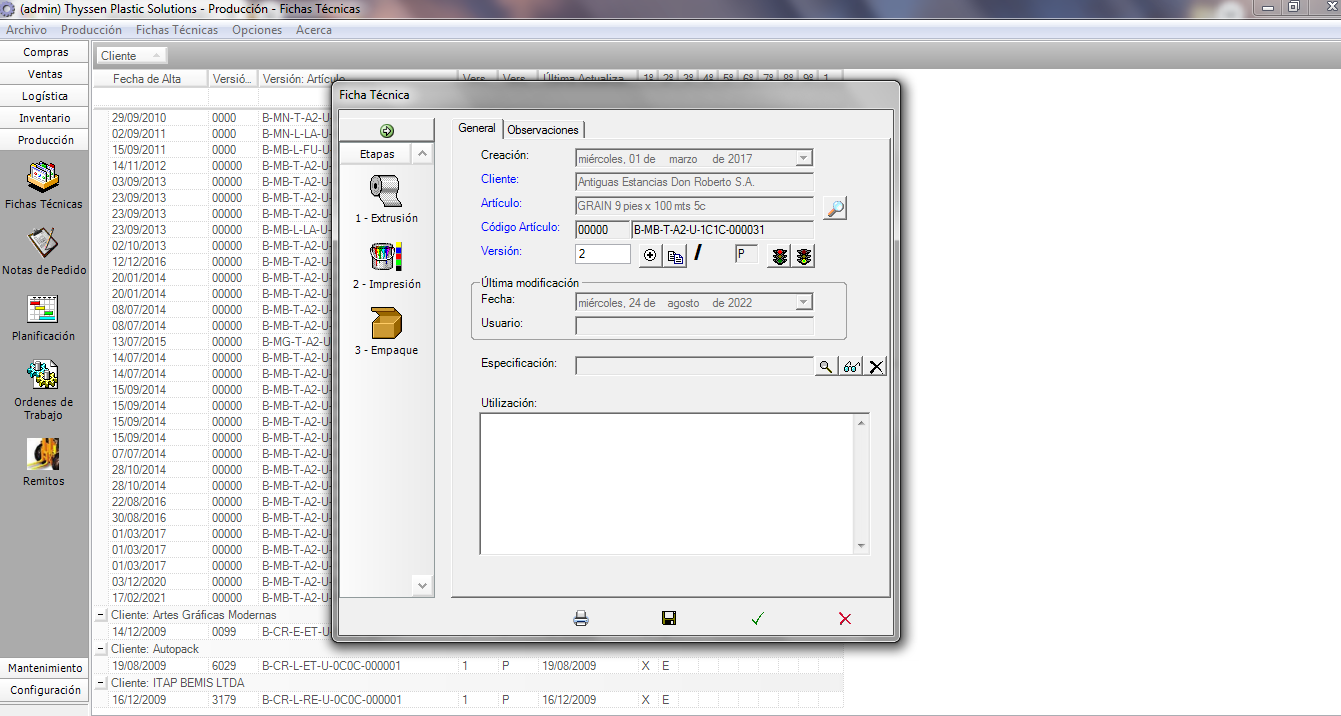 (admin) Thyssen Plastic Solutions - Producción - Fichas Técnicas
Archivo Producción Fichas Técnicas Opciones Acerca
Compras
Ventas
Logística
Inventario
Producción
Fichas Técnicas
Notas de Pedido
Planificación
Ordenes de
Trabajo
Remitos
Mantenimiento
Configuración
Cliente
Fecha de Alta Versió... Versión: Artículo Vers... Vers... Última Actualiza... 1º 2º 3º 4º 5º 6º 7º 8º 9º 1...
29/09/2010 0000 B-MN-T-A2-U-
02/09/2011 0000 B-MN-L-LA-U-
15/09/2011 0000 B-MB-L-FU-U-
14/11/2012 00000 B-MB-T-A2-U-
03/09/2013 00000 B-MB-T-A2-U-
23/09/2013 00000 B-MB-T-A2-U-
23/09/2013 00000 B-MB-T-A2-U-
23/09/2013 00000 B-MB-L-LA-U-
02/10/2013 00000 B-MB-T-A2-U-
12/12/2016 00000 B-MB-T-A2-U-
20/01/2014 00000 B-MB-T-A2-U-
20/01/2014 00000 B-MB-T-A2-U-
08/07/2014 00000 B-MB-T-A2-U-
08/07/2014 00000 B-MB-T-A2-U-
13/07/2015 00000 B-MG-T-A2-U-
14/07/2014 00000 B-MB-T-A2-U-
14/07/2014 00000 B-MB-T-A2-U-
15/09/2014 00000 B-MB-T-A2-U-
15/09/2014 00000 B-MB-T-A2-U-
15/09/2014 00000 B-MB-T-A2-U-
15/09/2014 00000 B-MB-T-A2-U-
07/07/2014 00000 B-MB-T-A2-U-
28/10/2014 00000 B-MB-T-A2-U-
28/10/2014 00000 B-MB-T-A2-U-
22/08/2016 00000 B-MB-T-A2-U-
30/08/2016 00000 B-MB-T-A2-U-
01/03/2017 00000 B-MB-T-A2-U-
01/03/2017 00000 B-MB-T-A2-U-
01/03/2017 00000 B-MB-T-A2-U-
03/12/2020 00000 B-MB-T-A2-U-
17/02/2021 00000 B-MB-T-A2-U-
Cliente: Artes Gráficas Modernas
14/12/2009 0099 B-CR-E-ET-U-
Cliente: Autopack
19/08/2009 6029 B-CR-L-ET-U-0C0C-000001 1 P 19/08/2009 X E
Cliente: ITAP BEMIS LTDA
16/12/2009 3179 B-CR-L-RE-U-0C0C-000001 1 P 16/12/2009 X E
Ficha Técnica
Etapas
1 - Extrusión
2 - Impresión
3 - Empaque
General Observaciones
Creación: miércoles, 01 de marzo de 2017
Cliente: Antiguas Estancias Don Roberto S.A.
Artículo: GRAIN 9 pies x 100 mts 5c
Código Artículo: 00000 B-MB-T-A2-U-1C1C-000031
Versión: 2 / P
Última modificación
Fecha: miércoles, 24 de agosto de 2022
Usuario:
Especificación:
Utilización: